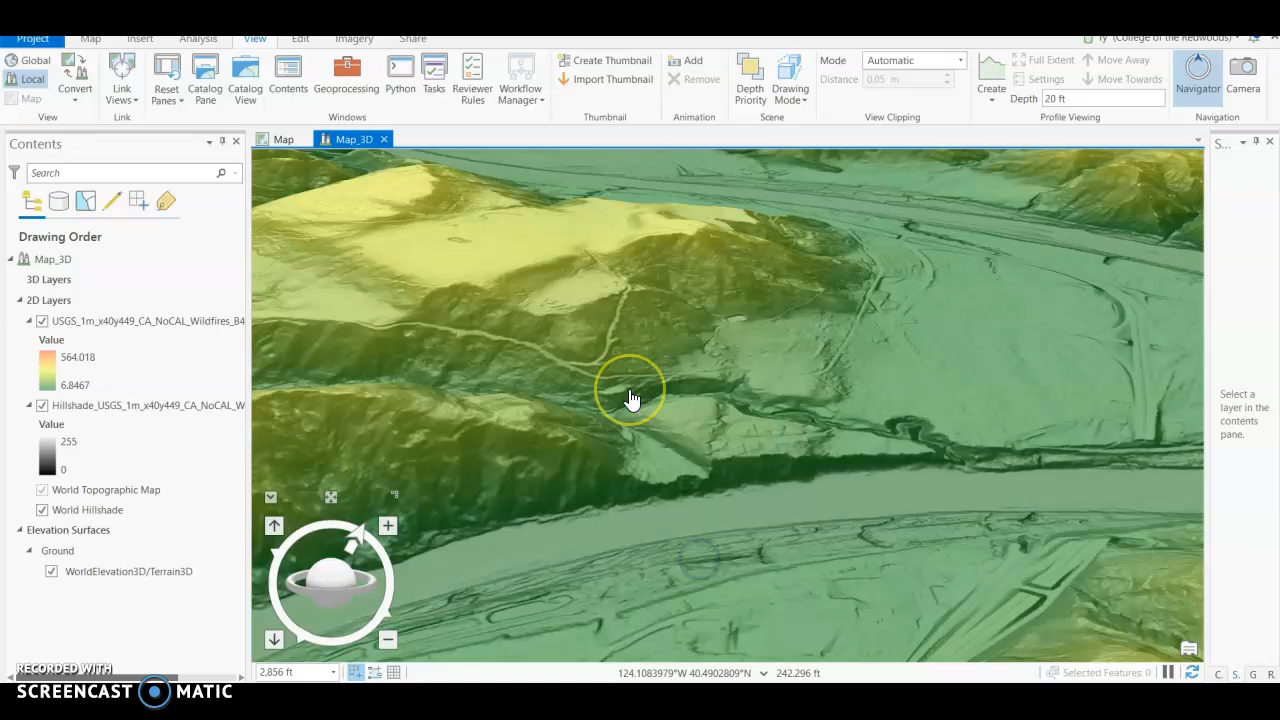 Project Map Insert Analysis View Edit Imagery Share Ty (College of the Redwoods)
Global
Local
Map
Convert
View
Link Views
Link
Reset Panes
Catalog Pane
Catalog View
Contents
Geoprocessing
Python
Tasks
Reviewer Rules
Workflow Manager
Windows
Create Thumbnail
Import Thumbnail
Thumbnail
Add
Remove
Animation
Depth Priority
Drawing Mode
Scene
Mode Automatic
Distance 0.05 m
View Clipping
Create
Full Extent
Move Away
Settings
Move Towards
Depth 20 ft
Profile Viewing
Navigator
Camera
Navigation
Contents
Search
Drawing Order
Map_3D
3D Layers
2D Layers
USGS_1m_x40y449_CA_NoCAL_Wildfires_B4
Value
564.018
6.8467
Hillshade_USGS_1m_x40y449_CA_NoCAL_W
Value
255
0
World Topographic Map
World Hillshade
Elevation Surfaces
Ground
WorldElevation3D/Terrain3D
Map
Map_3D
S...
Select a
layer in the
contents
pane.
2,856 ft
124.1083979°W 40.4902809°N
242.296 ft
Selected Features: 0
C. S. G R.
RECORDED WITH
SCREENCAST MATIC